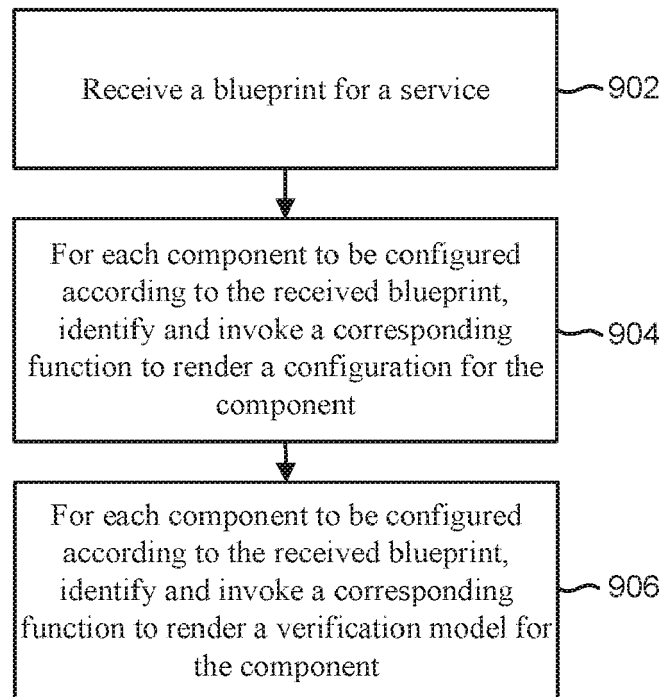 Receive a blueprint for a service
902
For each component to be configured
according to the received blueprint,
identify and invoke a corresponding
function to render a configuration for the
component
904
For each component to be configured
according to the received blueprint,
identify and invoke a corresponding
function to render a verification model for
the component
906